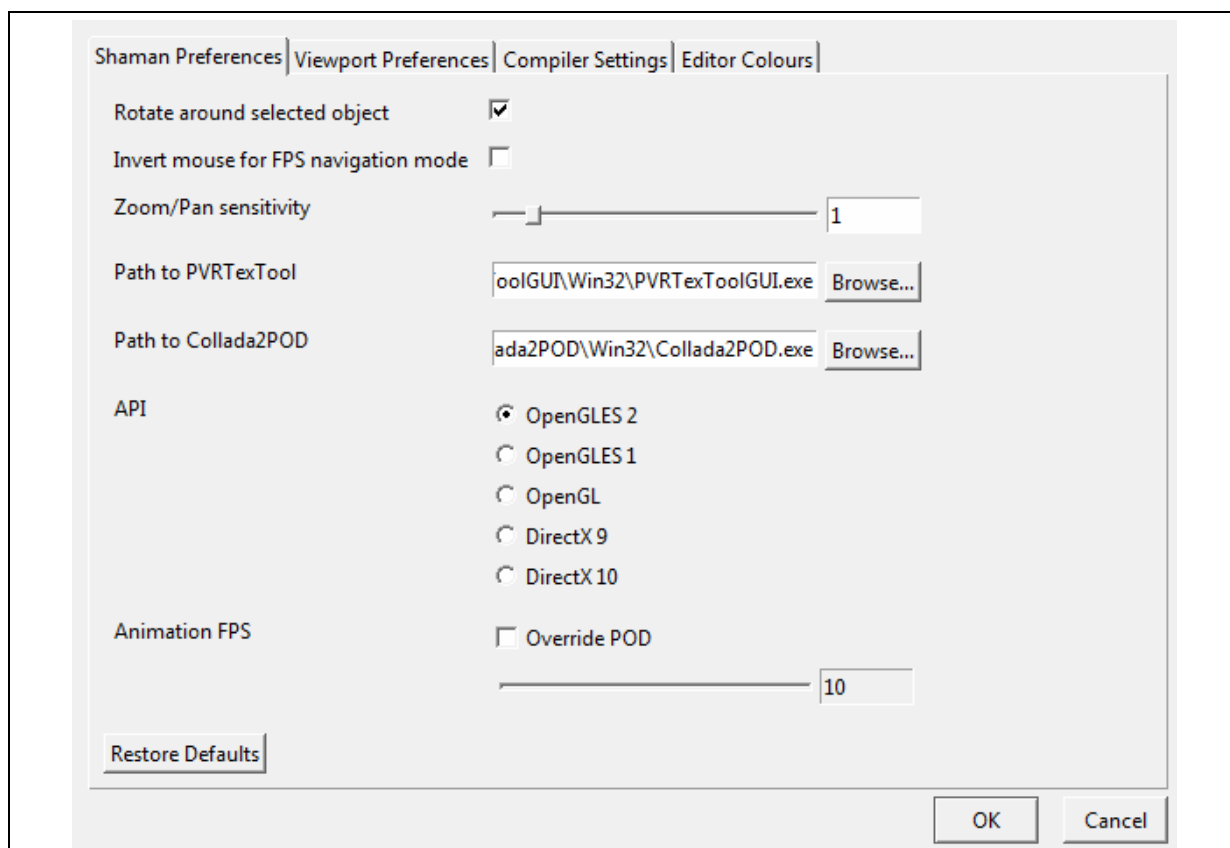 Shaman Preferences Viewport Preferences Compiler Settings Editor Colours
Rotate around selected object
Invert mouse for FPS navigation mode
Zoom/Pan sensitivity 1
Path to PVRTexTool oolGUI\Win32\PVRTexToolGUI.exe Browse...
Path to Collada2POD ada2POD\Win32\Collada2POD.exe Browse...
API OpenGLES 2
OpenGLES 1
OpenGL
DirectX 9
DirectX 10
Animation FPS Override POD
10
Restore Defaults
OK Cancel